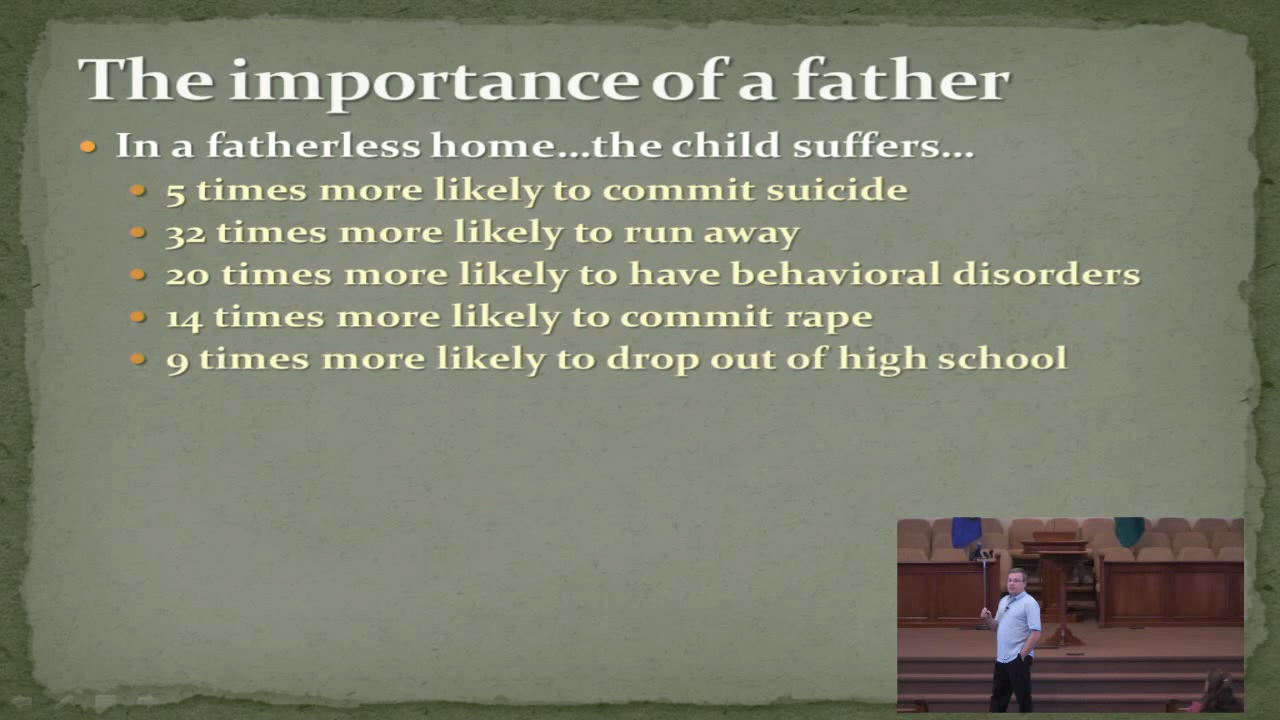 The importance of a father
In a fatherless home...the child suffers...
5 times more likely to commit suicide
32 times more likely to run away
20 times more likely to have behavioral disorders
14 times more likely to commit rape
9 times more likely to drop out of high school